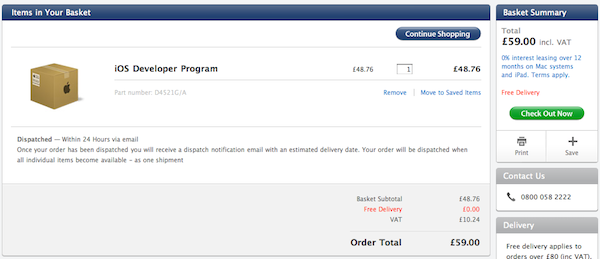 Items in Your Basket
Continue Shopping
iOS Developer Program £48.76 1 £48.76
Part number: D4521G/A Remove | Move to Saved Items
Dispatched — Within 24 Hours via email
Once your order has been dispatched you will receive a dispatch notification email with an estimated delivery date. Your order will be dispatched when
all individual items become available – as one shipment
Basket Subtotal £48.76
Free Delivery £0.00
VAT £10.24
Order Total £59.00
Basket Summary
Total
£59.00 incl. VAT
0% interest leasing over 12
months on Mac systems
and iPad. Terms apply.
Free Delivery
Check Out Now
Print Save
Contact Us
0800 058 2222
Delivery
Free delivery applies to
orders over £80 (inc VAT).